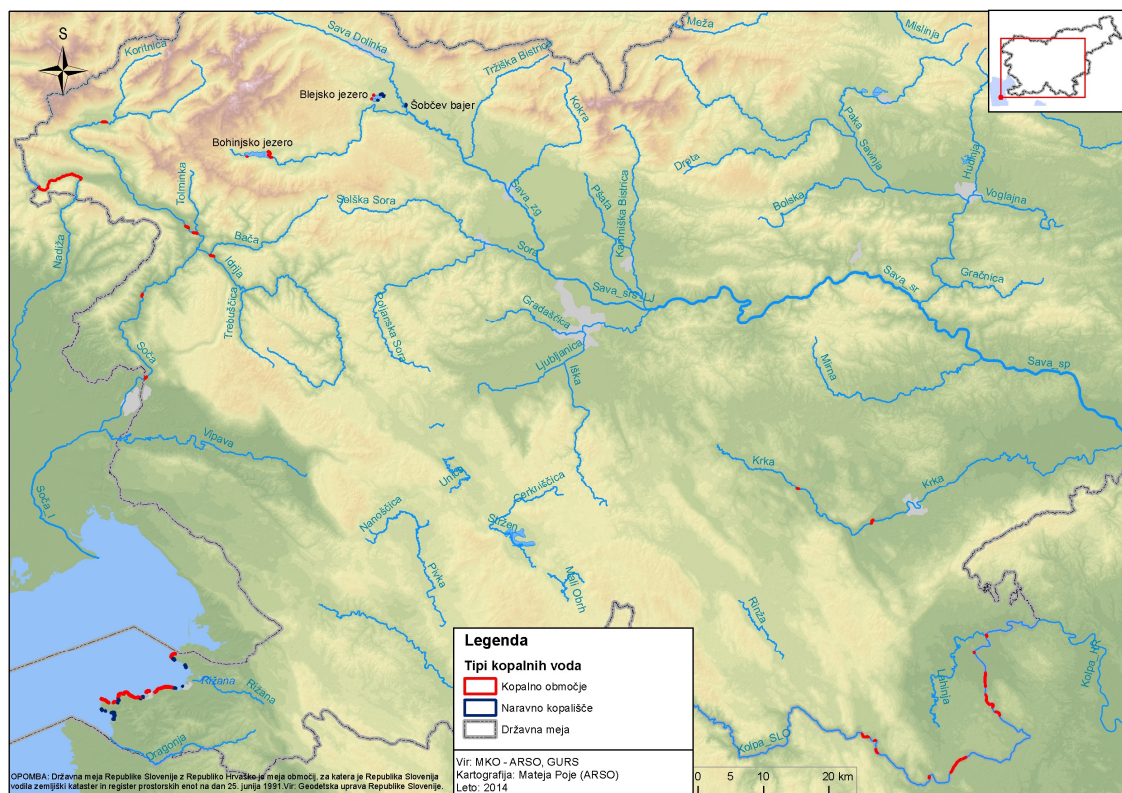 S
Koritnica
Sava Dolinka
Meža
Mislinja
Tržiška Bistrica
Blejsko jezero
Šobčev bajer
Kokra
Bohinjsko jezero
Paka
Savinja
Hudinja
Dreta
Tolminka
Selška Sora
Sava_zg
Pšata
Kamniška Bistrica
Bolska
Voglajna
Nadiža
Bača
Sora
Idrija
Gračnica
Sava_sr
Sava_sre_LJ
Trebuščica
Poljanska Sora
Gradaščica
Ljubljanica
Iška
Soča
Mirna
Sava_sp
Vipava
Krka
Krka
Unica
Cerkniščica
Soča_I
Nanoščica
Stržen
Pivka
Mali Obrh
Rinža
Kolpa_HR
Lahinja
Rižana
Rižana
Dragonja
Kolpa_SLO
Legenda
Tipi kopalnih voda
Kopalno območje
Naravno kopališče
Državna meja
Vir: MKO - ARSO, GURS
Kartografija: Mateja Poje (ARSO)
Leto: 2014
0 5 10 20 km
OPOMBA: Državna meja Republike Slovenije z Republiko Hrvaško je meja območij, za katera je Republika Slovenija
vodila zemljiški kataster in register prostorskih enot na dan 25. junija 1991.Vir: Geodetska uprava Republike Slovenije.